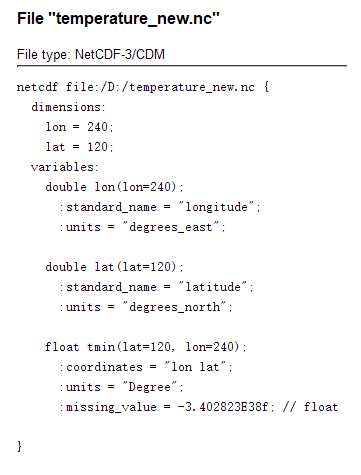 File "temperature_new.nc"
File type: NetCDF-3/CDM
netcdf file:/D:/temperature_new.nc {
dimensions:
lon = 240;
lat = 120;
variables:
double lon(lon=240);
:standard_name = "longitude";
:units = "degrees_east";
double lat(lat=120);
:standard_name = "latitude";
:units = "degrees_north";
float tmin(lat=120, lon=240);
:coordinates = "lon lat";
:units = "Degree";
:missing_value = -3.402823E38f; // float
}